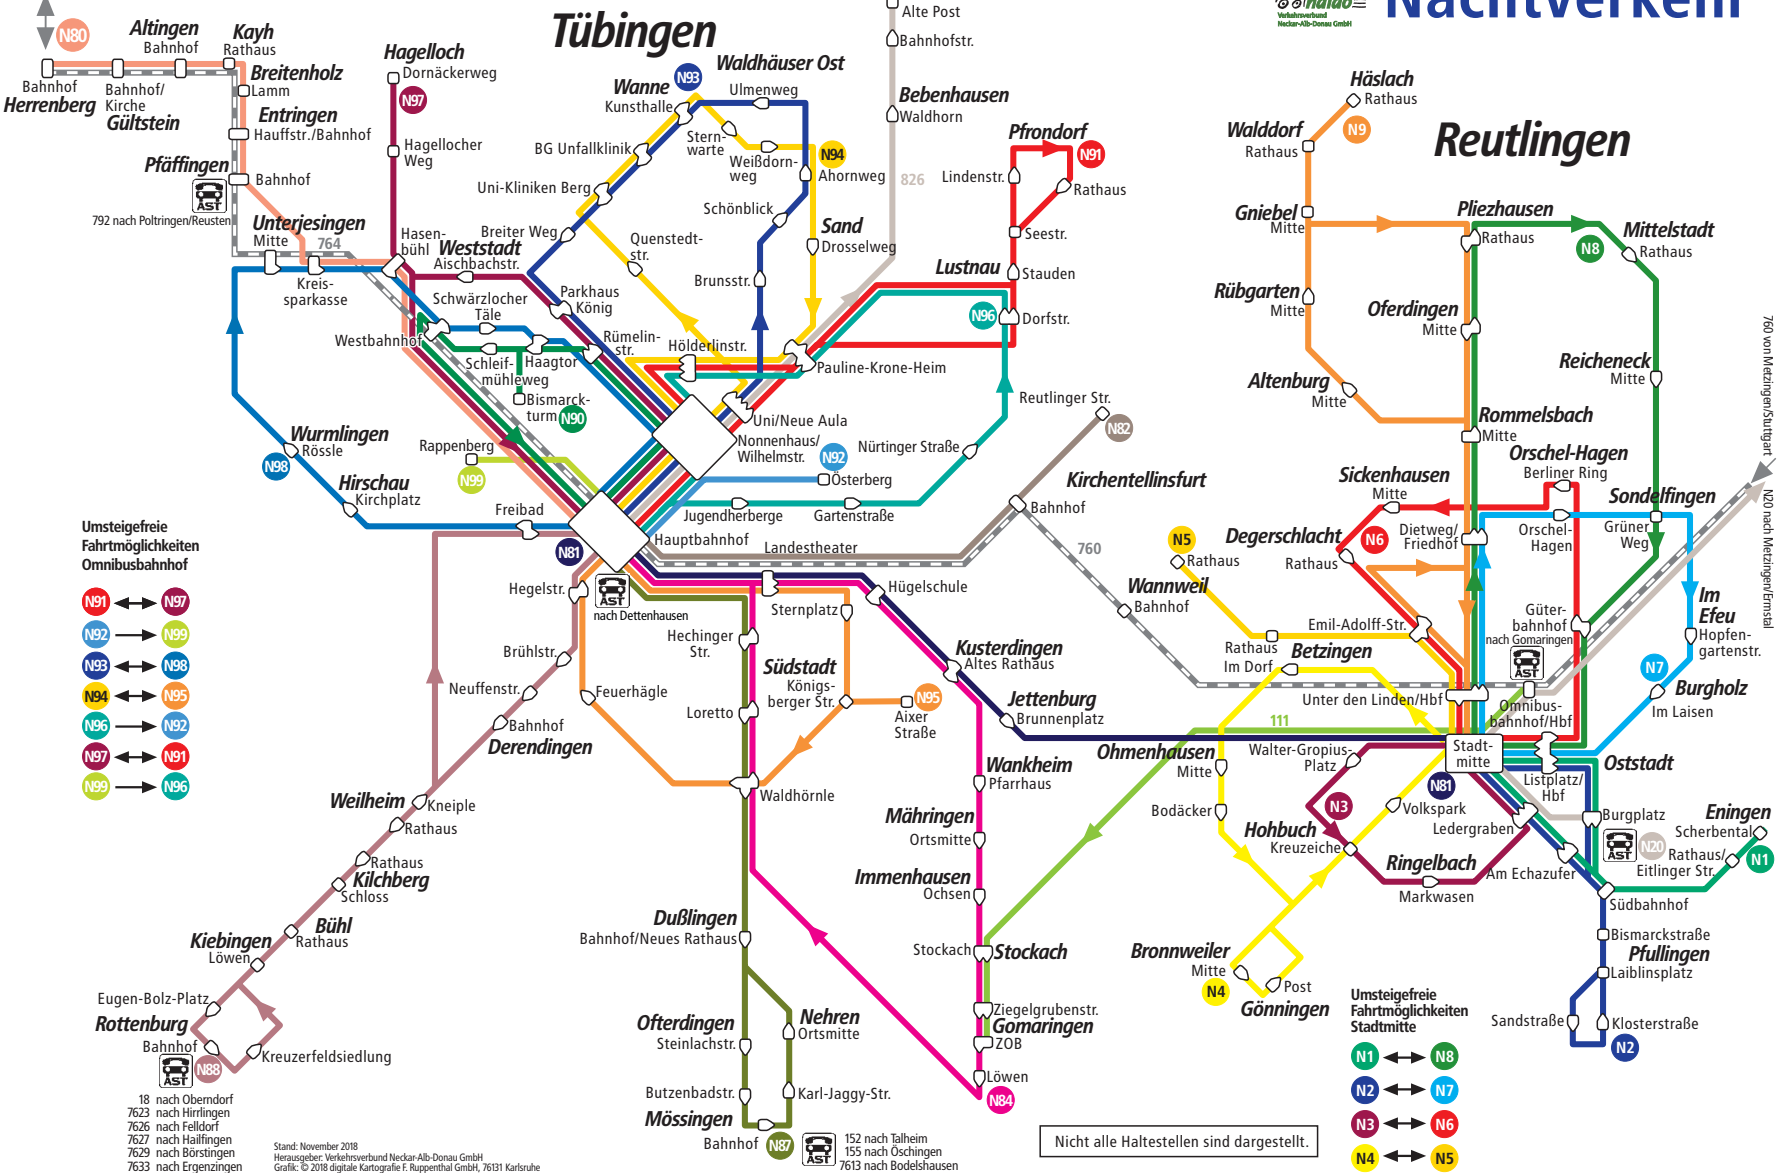 Nachtverkehr
naldo
Verkehrsverbund
Neckar-Alb-Donau GmbH
Tübingen
Reutlingen
N80
Altingen
Bahnhof
Kayh
Rathaus
Breitenholz
Lamm
Bahnhof
Herrenberg
Bahnhof/
Kirche
Gültstein
Entringen
Hauffstr./Bahnhof
Pfäffingen
Bahnhof
AST
792 nach Poltringen/Reusten
Unterjesingen
Mitte
764
Kreis-
sparkasse
Hagelloch
Dornäckerweg
N97
Hagellocher
Weg
Hasen-
bühl
Weststadt
Aischbachstr.
Schwärzlocher
Täle
Westbahnhof
Schleif-
mühleweg
Haagtor
Bismarck-
turm
N90
Parkhaus
König
Rümelin-
str.
Breiter Weg
Uni-Kliniken Berg
BG Unfallklinik
Wanne
Kunsthalle
N93
Waldhäuser Ost
Ulmenweg
Stern-
warte
Weißdorn-
weg
N94
Ahornweg
Schönblick
Sand
Drosselweg
Quenstedt-
str.
Brunsstr.
Hölderlinstr.
Pauline-Krone-Heim
Uni/Neue Aula
Nonnenhaus/
Wilhelmstr.
N92
Österberg
Alte Post
Bahnhofstr.
Bebenhausen
Waldhorn
826
Pfrondorf
N91
Lindenstr.
Rathaus
Seestr.
Lustnau
Stauden
N96
Dorfstr.
Reutlinger Str.
N82
Nürtinger Straße
Jugendherberge
Gartenstraße
Rappenberg
N99
Wurmlingen
Rössle
N98
Hirschau
Kirchplatz
Freibad
N81
Hauptbahnhof
Landestheater
Kirchentellinsfurt
Bahnhof
760
AST
nach Dettenhausen
Hegelstr.
Hechinger
Str.
Sternplatz
Hügelschule
Brühlstr.
Neuffenstr.
Bahnhof
Derendingen
Feuerhägle
Loretto
Südstadt
Königs-
berger Str.
N95
Aixer
Straße
Waldhörnle
Kusterdingen
Altes Rathaus
Jettenburg
Brunnenplatz
Wankheim
Pfarrhaus
Mähringen
Ortsmitte
Immenhausen
Ochsen
Stockach
Stockach
Ziegelgrubenstr.
Gomaringen
ZOB
Löwen
N84
Weilheim
Kneiple
Rathaus
Rathaus
Kilchberg
Schloss
Bühl
Rathaus
Kiebingen
Löwen
Eugen-Bolz-Platz
Rottenburg
Bahnhof
AST
N88
Kreuzerfeldsiedlung
18 nach Oberndorf
7623 nach Hirrlingen
7626 nach Felldorf
7627 nach Hailfingen
7629 nach Börstingen
7633 nach Ergenzingen
Dußlingen
Bahnhof/Neues Rathaus
Ofterdingen
Steinlachstr.
Nehren
Ortsmitte
Butzenbadstr.
Karl-Jaggy-Str.
Mössingen
Bahnhof
N87
AST
152 nach Talheim
155 nach Öschingen
7613 nach Bodelshausen
Umsteigefreie
Fahrtmöglichkeiten
Omnibusbahnhof
N91 N97
N92 N99
N93 N98
N94 N95
N96 N92
N97 N91
N99 N96
Stand: November 2018
Herausgeber: Verkehrsverbund Neckar-Alb-Donau GmbH
Grafik: © 2018 digitale Kartografie F. Ruppenthal GmbH, 76131 Karlsruhe
Häslach
Rathaus
N9
Walddorf
Rathaus
Gniebel
Mitte
Rübgarten
Mitte
Altenburg
Mitte
Pliezhausen
Rathaus
N8
Mittelstadt
Rathaus
Oferdingen
Mitte
Reicheneck
Mitte
Rommelsbach
Mitte
Orschel-Hagen
Berliner Ring
Sickenhausen
Mitte
Sondelfingen
Grüner
Weg
Degerschlacht
Rathaus
N6
Dietweg/
Friedhof
Orschel-
Hagen
N5
Rathaus
Wannweil
Bahnhof
Rathaus
Im Dorf
Emil-Adolff-Str.
Betzingen
Güter-
bahnhof
nach Gomaringen
AST
Im
Efeu
Hopfen-
gartenstr.
N7
Burgholz
Im Laisen
Unter den Linden/Hbf
Omnibus-
bahnhof/Hbf
111
Stadt-
mitte
N81
Listplatz/
Hbf
Oststadt
Ohmenhausen
Mitte
Walter-Gropius-
Platz
Bodäcker
N3
Volkspark
Hohbuch
Kreuzeiche
Ledergraben
Ringelbach
Markwasen
Am Echazufer
Burgplatz
AST
N20
Eningen
Scherbental
Rathaus/
Eitlinger Str.
N1
Südbahnhof
Bismarckstraße
Pfullingen
Laiblinsplatz
Sandstraße
Klosterstraße
N2
Bronnweiler
Mitte
N4
Post
Gönningen
760 von Metzingen/Stuttgart
N20 nach Metzingen/Ermstal
Umsteigefreie
Fahrtmöglichkeiten
Stadtmitte
N1 N8
N2 N7
N3 N6
N4 N5
Nicht alle Haltestellen sind dargestellt.